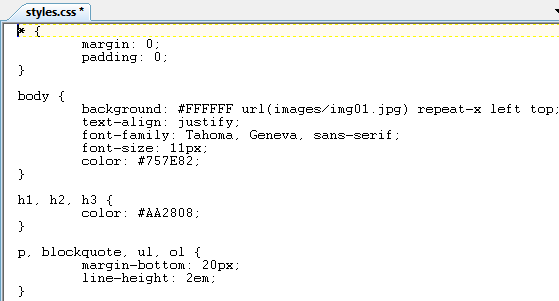 styles.css *
* {
margin: 0;
padding: 0;
}
body {
background: #FFFFFF url(images/img01.jpg) repeat-x left top;
text-align: justify;
font-family: Tahoma, Geneva, sans-serif;
font-size: 11px;
color: #757E82;
}
h1, h2, h3 {
color: #AA2808;
}
p, blockquote, ul, ol {
margin-bottom: 20px;
line-height: 2em;
}